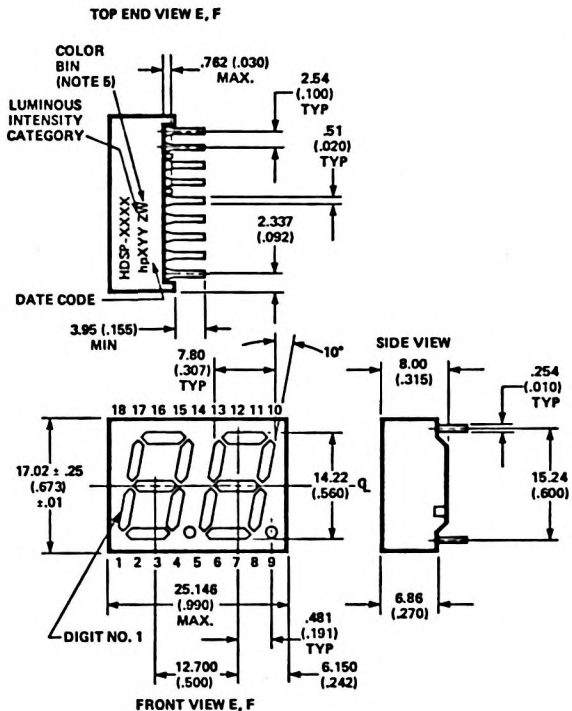 TOP END VIEW E, F
COLOR
BIN
(NOTE 5)
LUMINOUS
INTENSITY
CATEGORY
.762 (.030)
MAX.
2.54
(.100)
TYP
.51
(.020)
TYP
HDSP-XXXX
hpXYY ZW
2.337
(.092)
DATE CODE
3.95 (.155)
MIN
7.80
(.307)
TYP
10°
SIDE VIEW
8.00
(.315)
.254
(.010)
TYP
18 17 16 15 14 13 12 11 10
17.02 ± .25
(.673)
±.01
14.22
(.560)
15.24
(.600)
1 2 3 4 5 6 7 8 9
25.146
(.990)
MAX.
6.86
(.270)
DIGIT NO. 1
.481
(.191)
TYP
12.700
(.500)
6.150
(.242)
FRONT VIEW E, F